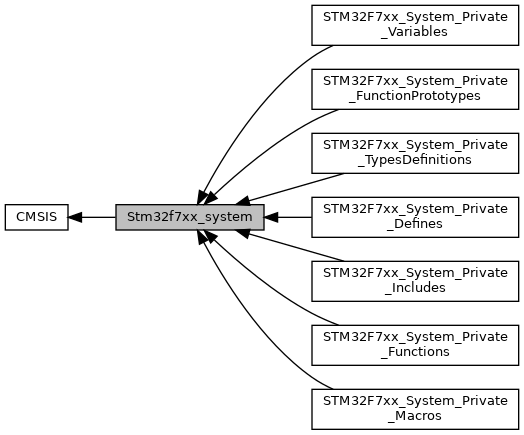 STM32F7xx_System_Private
_Variables
STM32F7xx_System_Private
_FunctionPrototypes
STM32F7xx_System_Private
_TypesDefinitions
CMSIS
Stm32f7xx_system
STM32F7xx_System_Private
_Defines
STM32F7xx_System_Private
_Includes
STM32F7xx_System_Private
_Functions
STM32F7xx_System_Private
_Macros